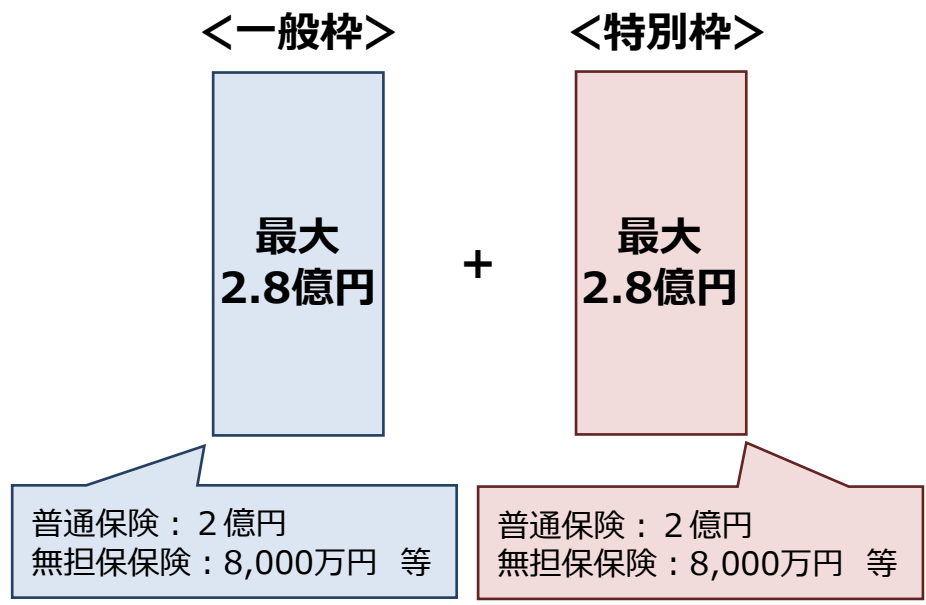 ＜一般枠＞
＜特別枠＞
最大
2.8億円
+
最大
2.8億円
普通保険：２億円
無担保保険：8,000万円 等
普通保険：２億円
無担保保険：8,000万円 等